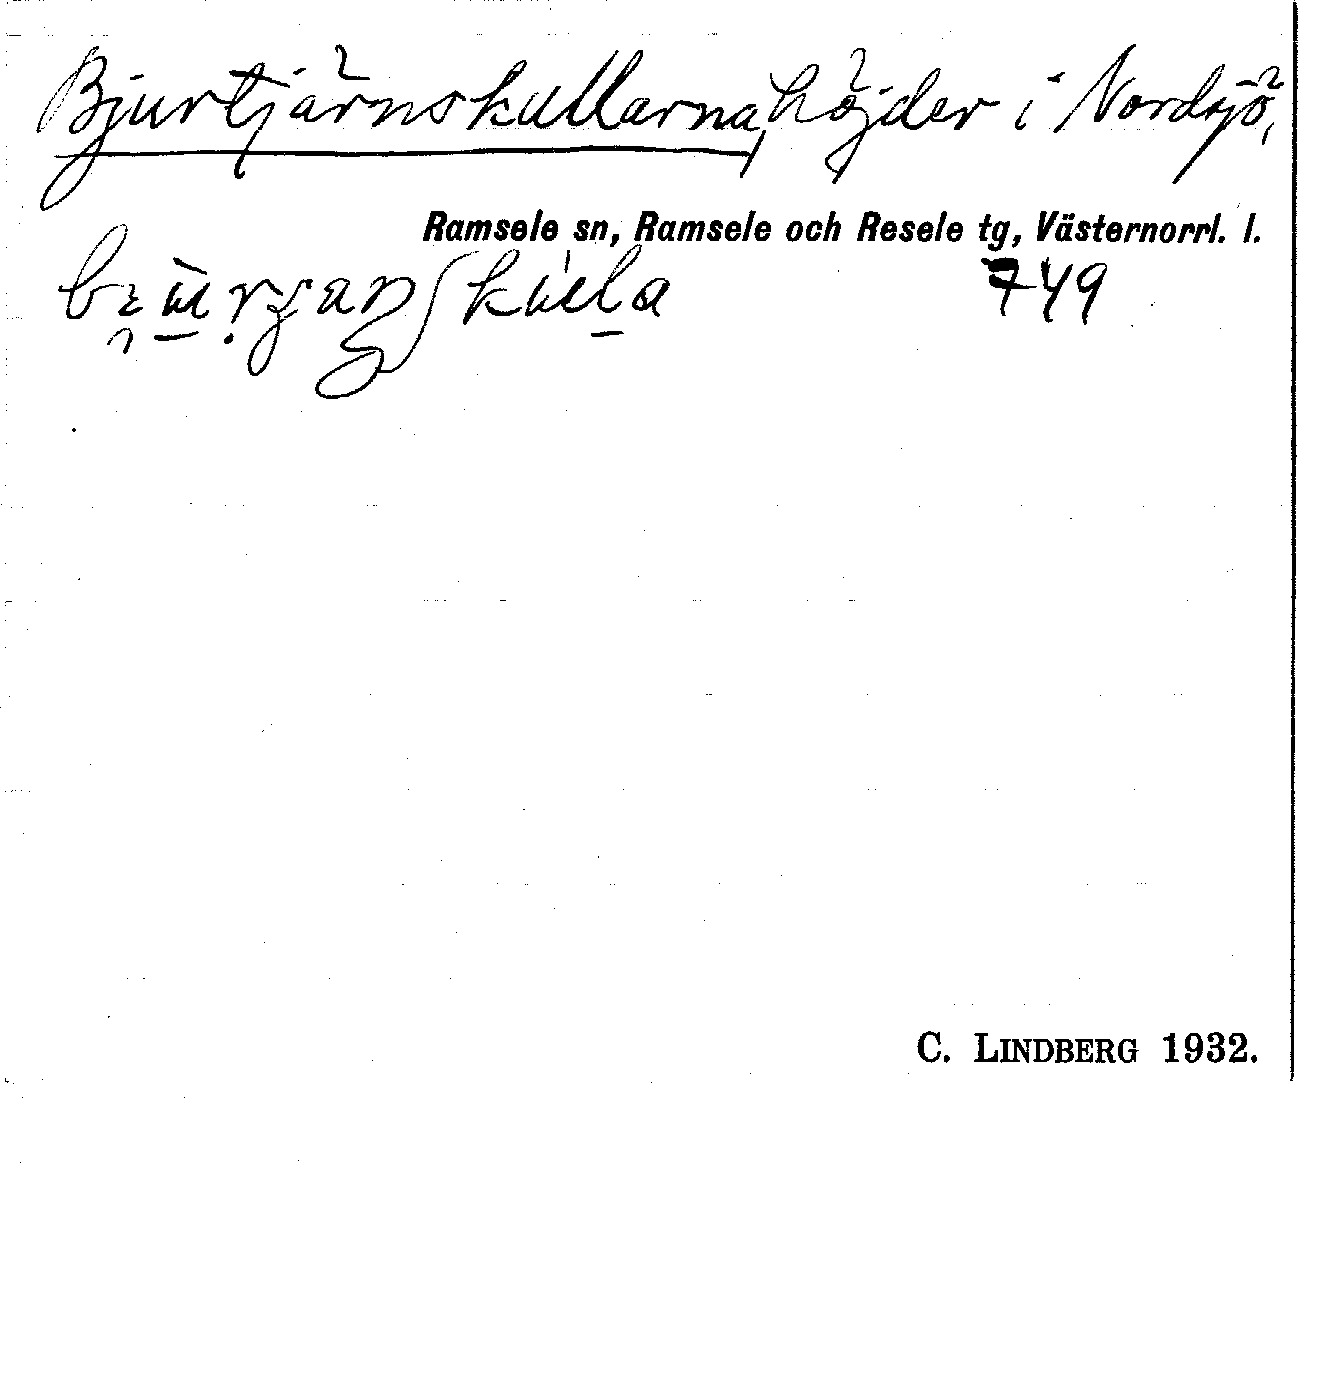 Bjurtjärnskullarna, höjder i Nordsjö,
Ramsele sn, Ramsele och Resele tg, Västernorrl. l.
749
C. LINDBERG 1932.